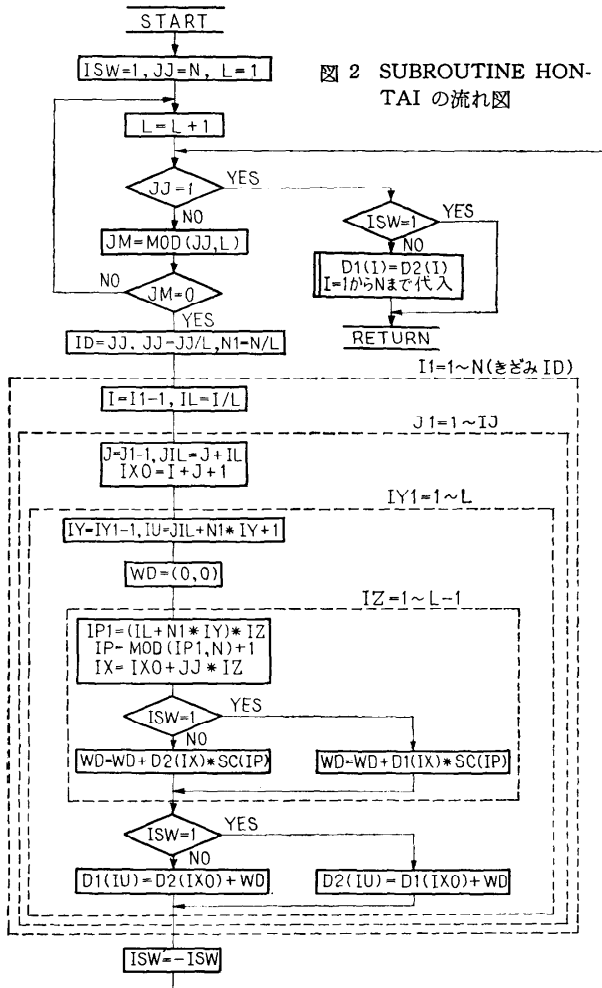 START
ISW=1, JJ=N, L=1
図 2 SUBROUTINE HON-
TAI の流れ図
L=L+1
JJ=1
YES
NO
ISW=1
YES
NO
JM=MOD(JJ,L)
D1(I)=D2(I)
I=1からNまで代入
NO
JM=0
YES
RETURN
ID=JJ, JJ=JJ/L, N1=N/L
I1=1~N(きざみID)
I=I1-1, IL=I/L
J1=1~IJ
J=J1-1, JIL=J+IL
IX0=I+J+1
IY1=1~L
IY=IY1-1, IU=JIL+N1*IY+1
WD=(0,0)
IZ=1~L-1
IP1=(IL+N1*IY)*IZ
IP=MOD(IP1,N)+1
IX=IX0+JJ*IZ
ISW=1
YES
NO
WD=WD+D2(IX)*SC(IP)
WD=WD+D1(IX)*SC(IP)
ISW=1
YES
NO
D1(IU)=D2(IX0)+WD
D2(IU)=D1(IX0)+WD
ISW=-ISW